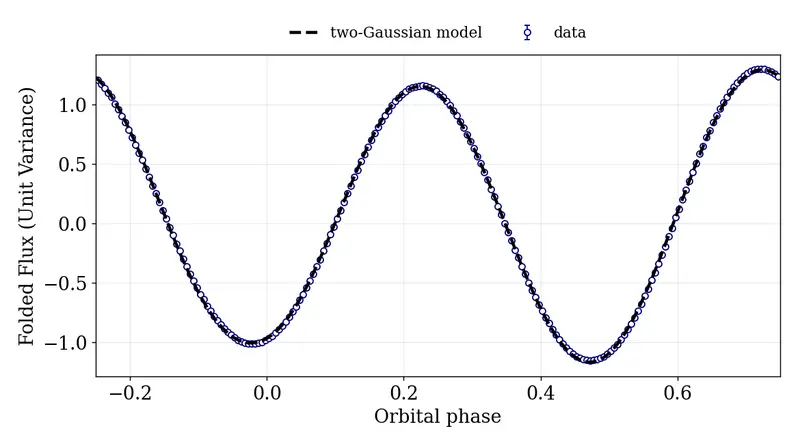 two-Gaussian model
data
Folded Flux (Unit Variance)
1.0
0.5
0.0
−0.5
−1.0
−0.2
0.0
0.2
0.4
0.6
Orbital phase